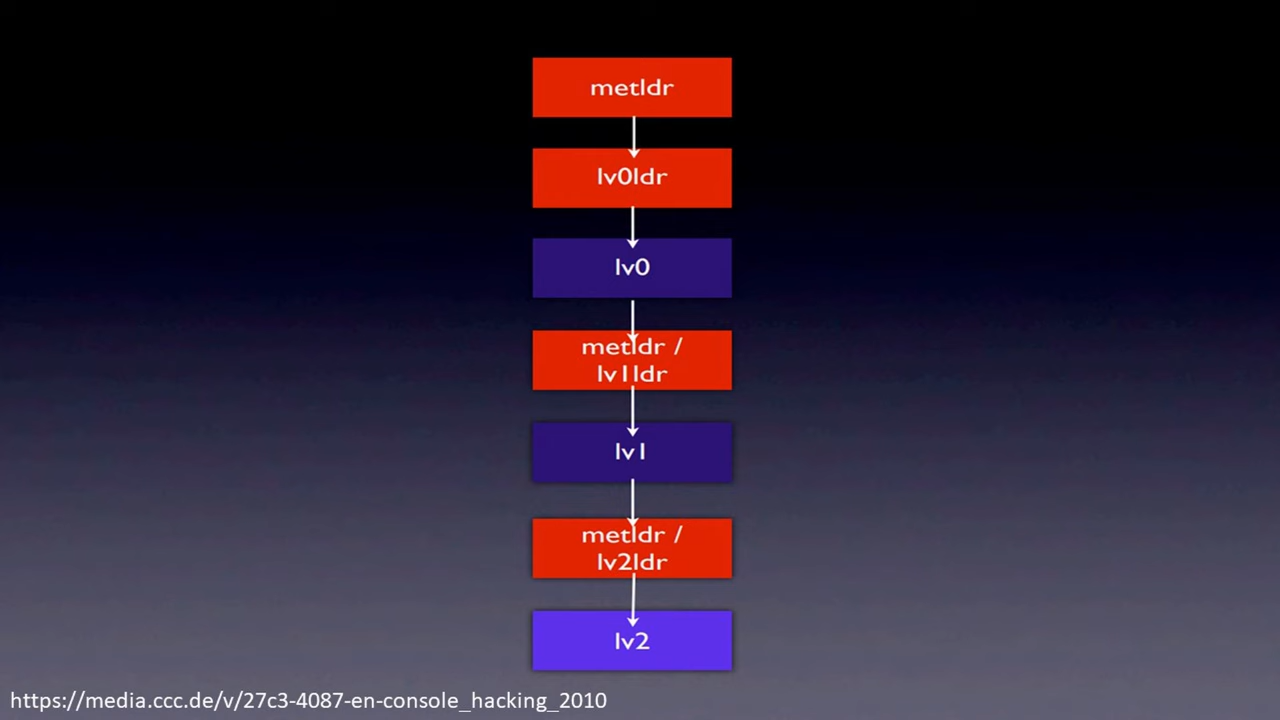 metldr
lv0ldr
lv0
metldr /
lv1ldr
lv1
metldr /
lv2ldr
lv2
https://media.ccc.de/v/27c3-4087-en-console_hacking_2010